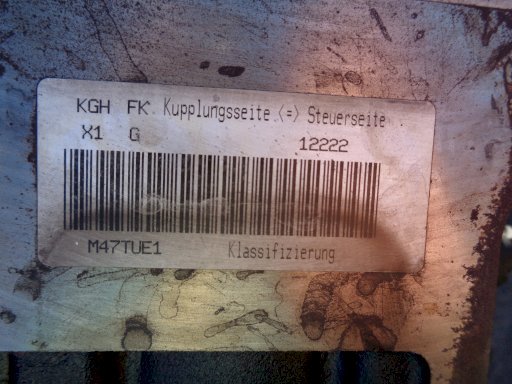 KGH FK Kupplungsseite <=> Steuerseite
X1 G 12222
M47TUE1 Klassifizierung